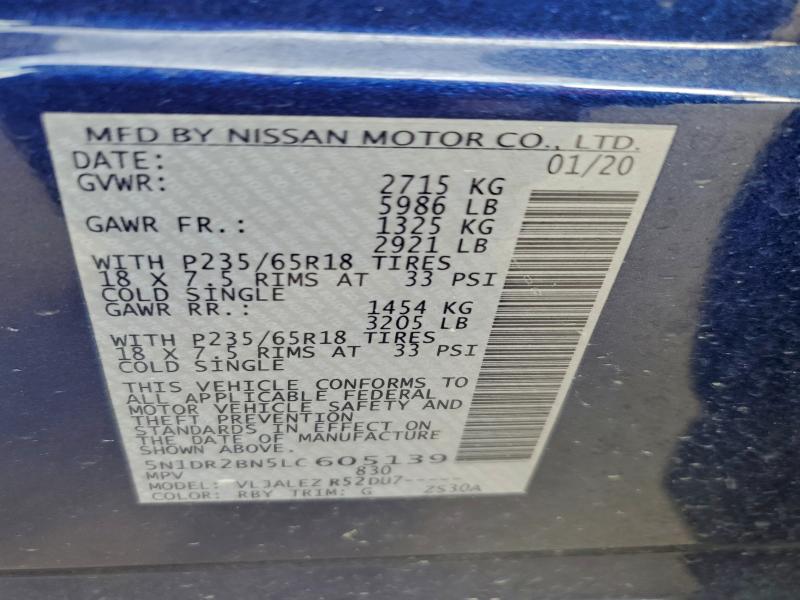 MFD BY NISSAN MOTOR CO., LTD.
DATE: 01/20
GVWR: 2715 KG
5986 LB
GAWR FR.: 1325 KG
2921 LB
WITH P235/65R18 TIRES
18 X 7.5 RIMS AT 33 PSI
COLD SINGLE
GAWR RR.: 1454 KG
3205 LB
WITH P235/65R18 TIRES
18 X 7.5 RIMS AT 33 PSI
COLD SINGLE
THIS VEHICLE CONFORMS TO
ALL APPLICABLE FEDERAL
MOTOR VEHICLE SAFETY AND
THEFT PREVENTION
STANDARDS IN EFFECT ON
THE DATE OF MANUFACTURE
SHOWN ABOVE.
5N1DR2BN5LC605139
MPV 830
MODEL: VLJALEZ R52DU7-----
COLOR: RBY TRIM: G ZS30A